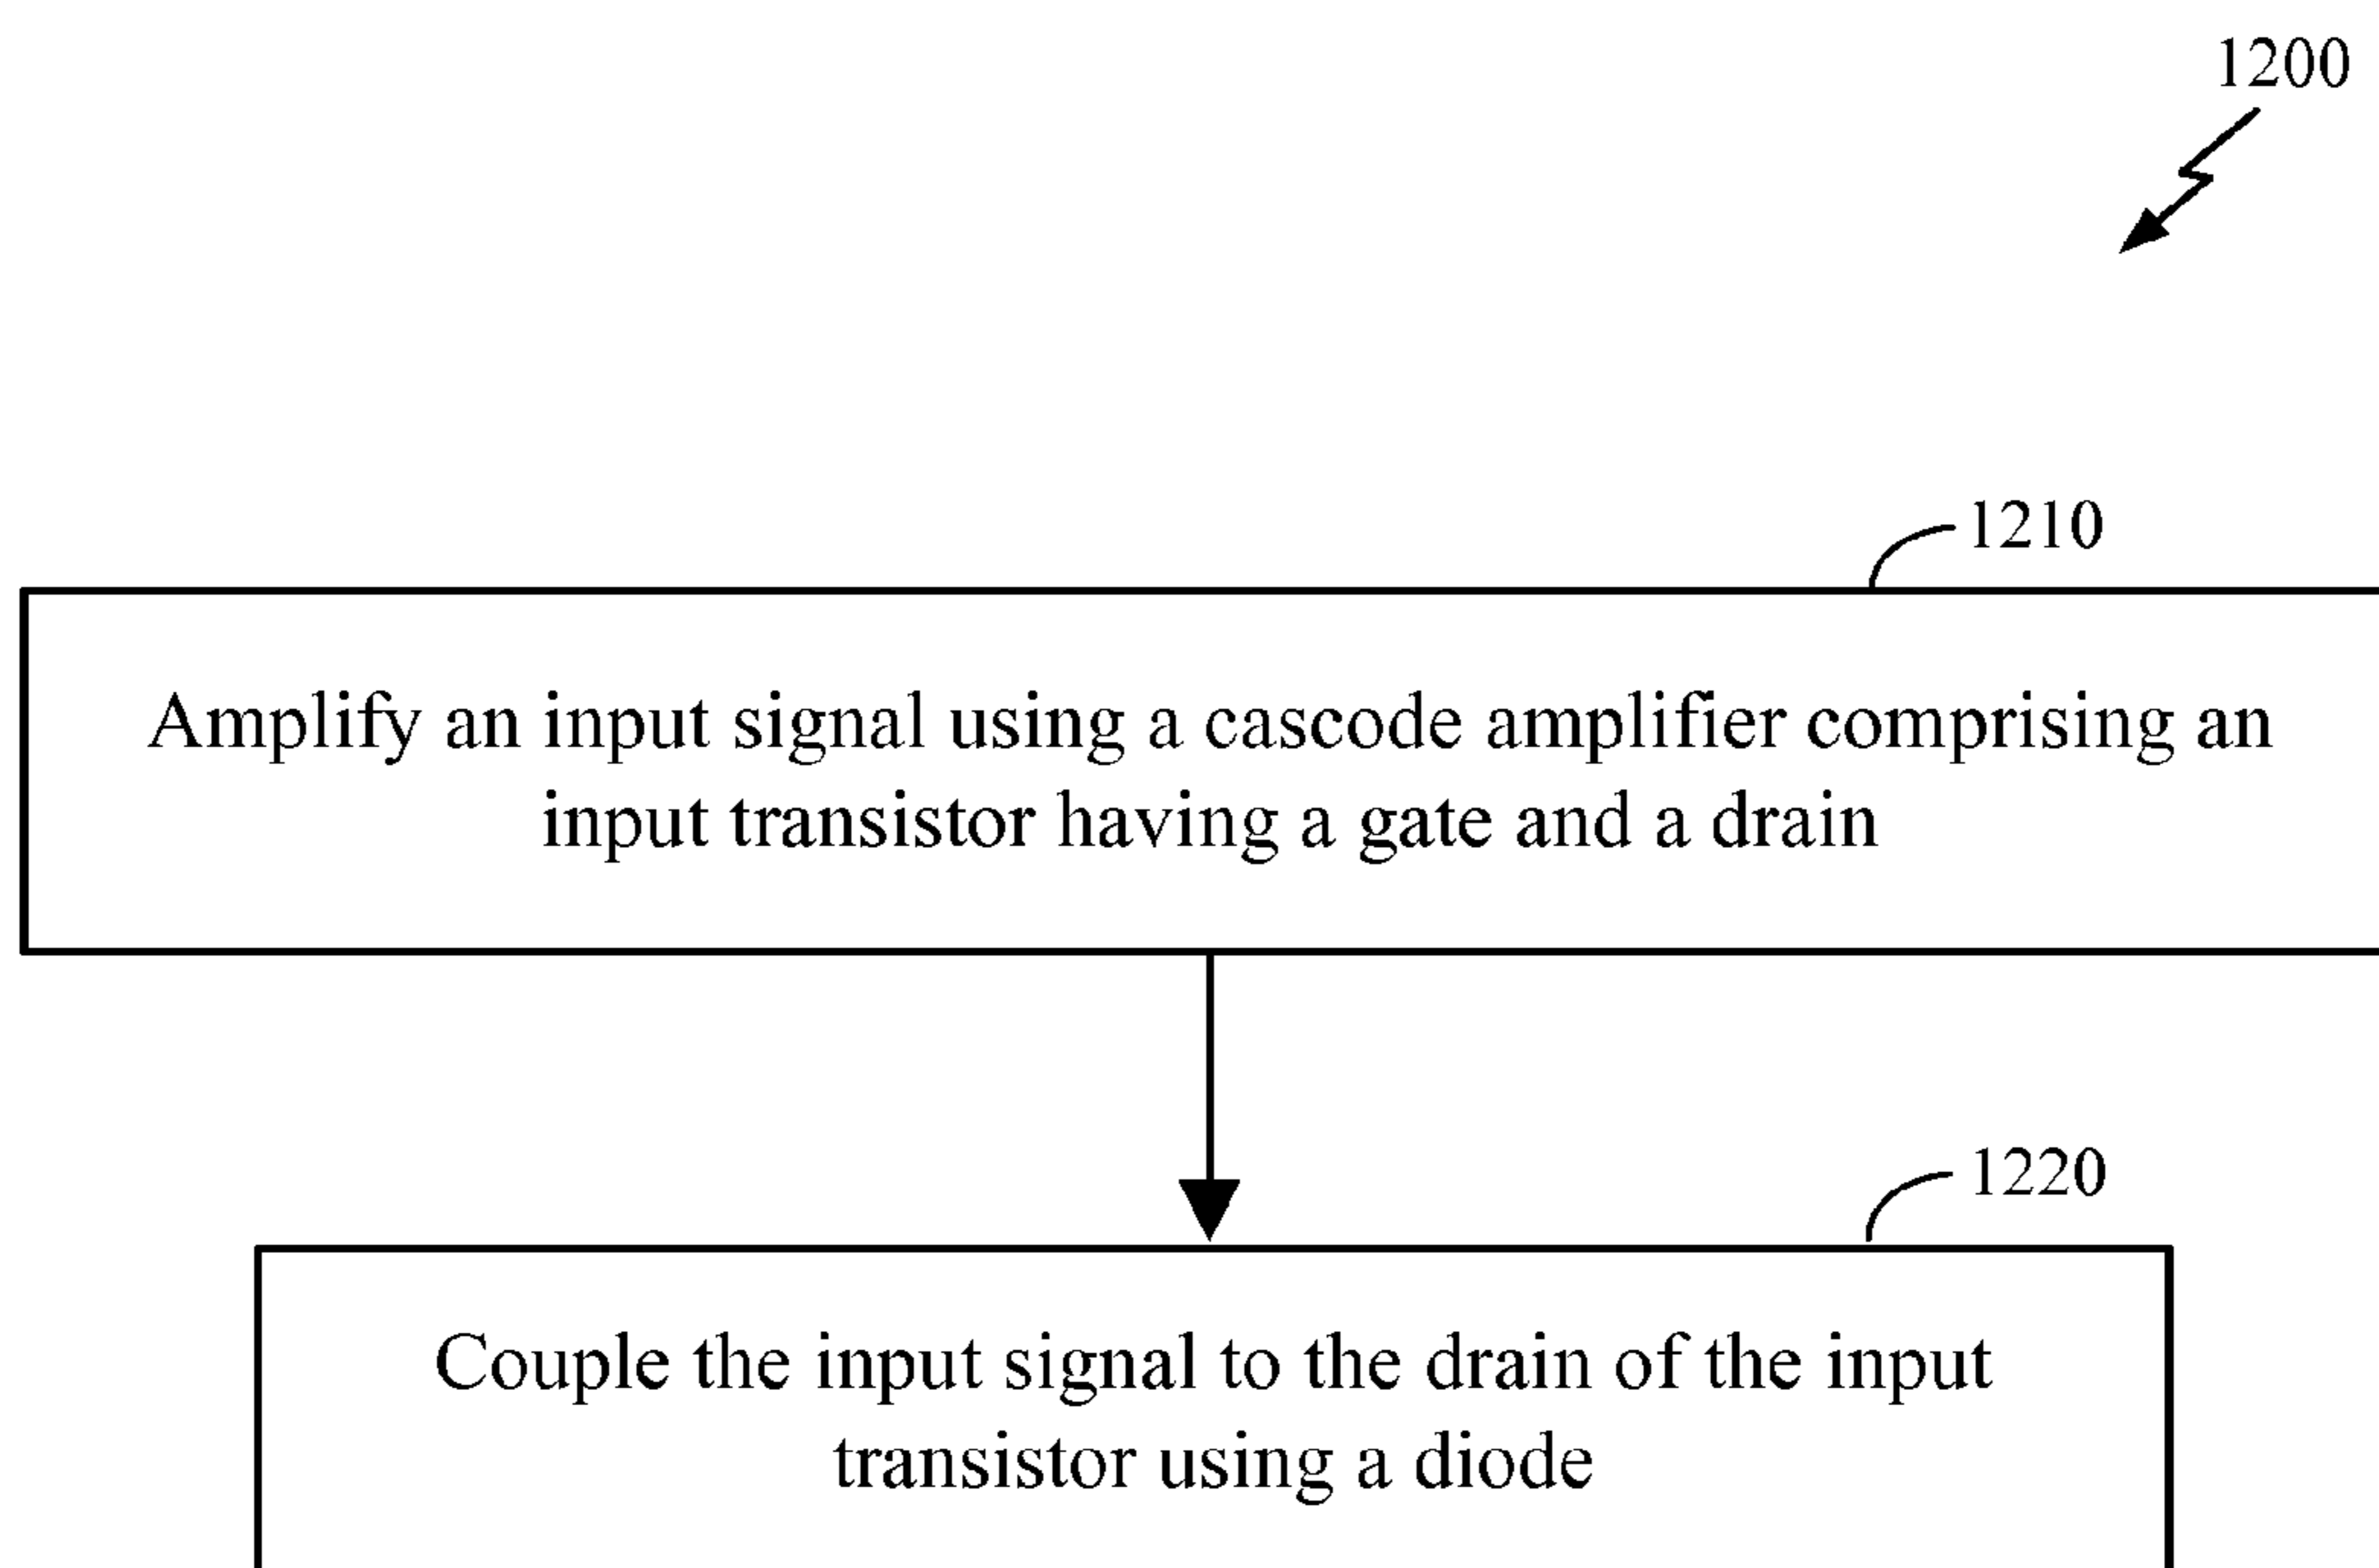 1200
1210
Amplify an input signal using a cascode amplifier comprising an
input transistor having a gate and a drain
1220
Couple the input signal to the drain of the input
transistor using a diode